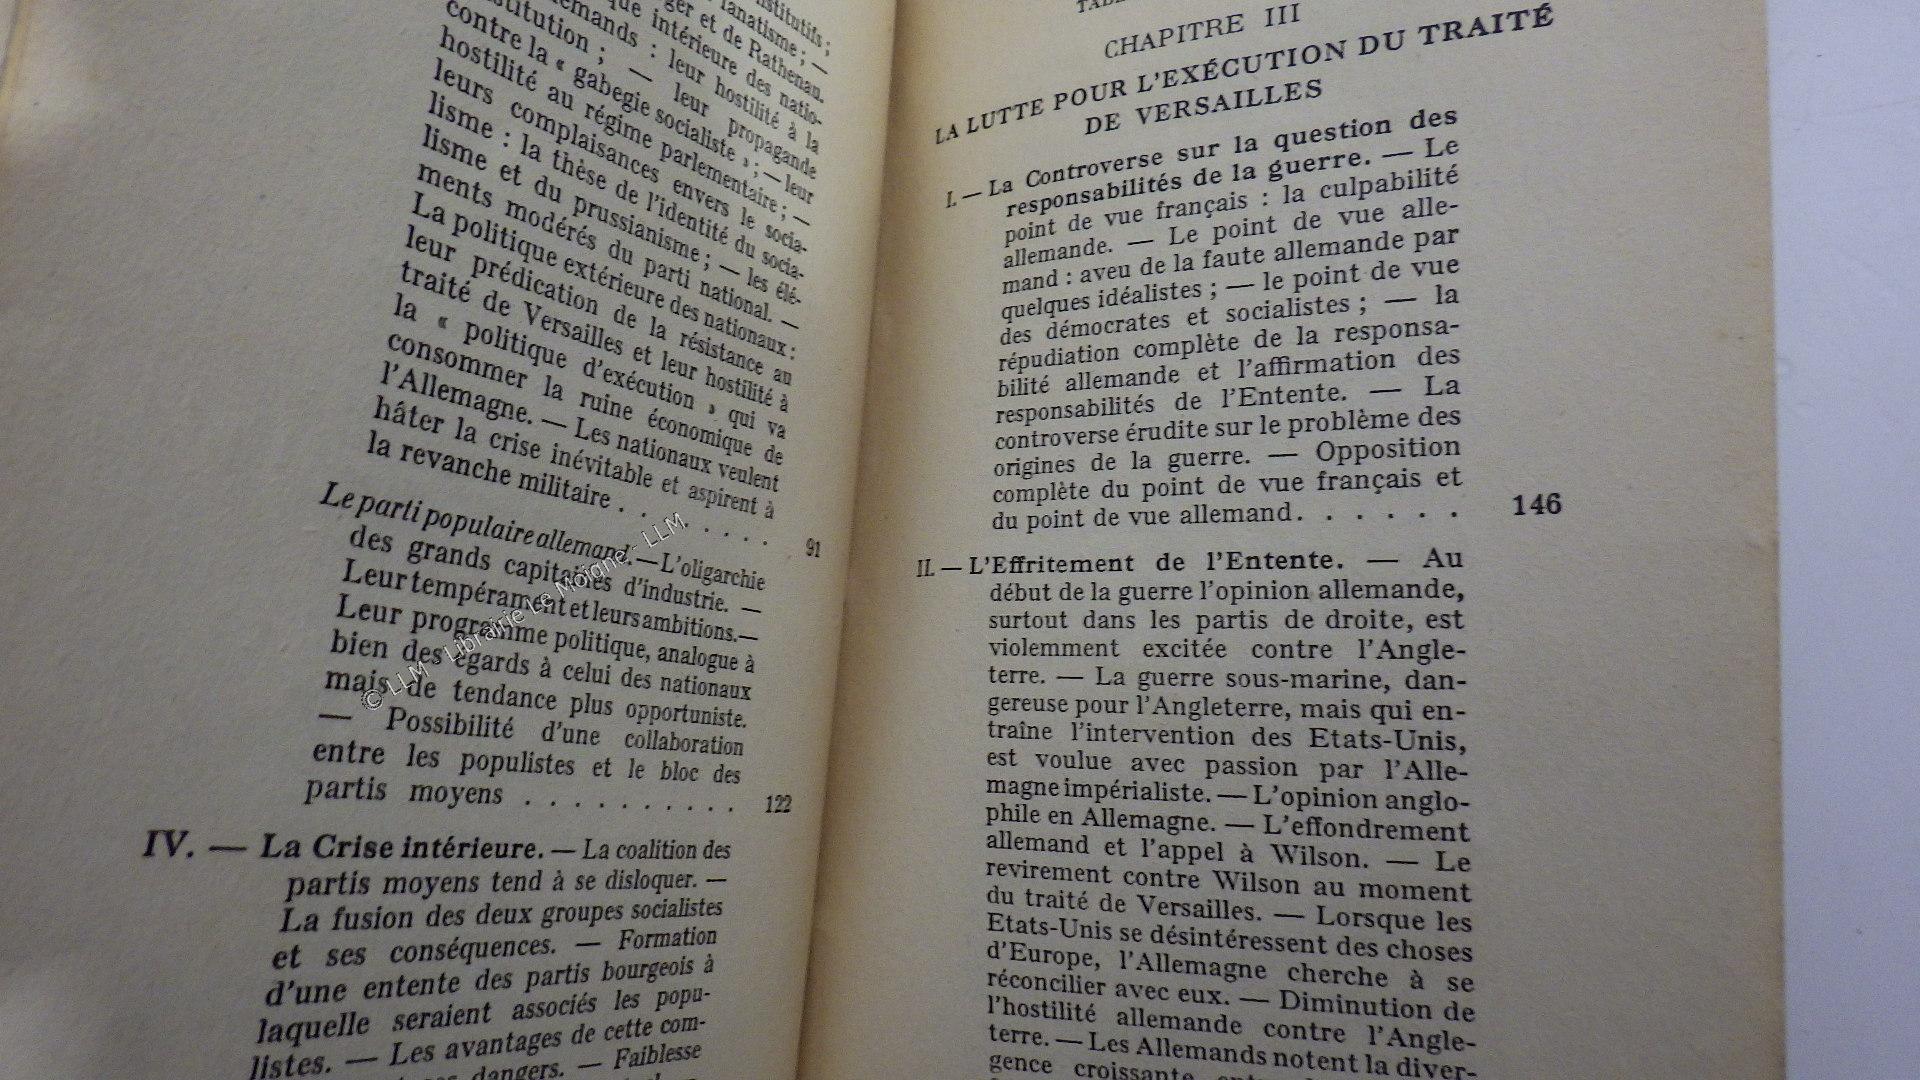 nstitutifs ;
fanatisme ; —
ger et de Rathenau.
que intérieure des natio-
lemands : leur hostilité à la
stitution ; — leur propagande
contre la « gabegie socialiste » ; — leur
hostilité au régime parlementaire ; —
leurs complaisances envers le socia-
lisme : la thèse de l'identité du socia-
lisme et du prussianisme ; — les élé-
ments modérés du parti national. —
La politique extérieure des nationaux :
leur prédication de la résistance au
traité de Versailles et leur hostilité à
la « politique d'exécution » qui va
consommer la ruine économique de
l'Allemagne. — Les nationaux veulent
hâter la crise inévitable et aspirent à
la revanche militaire . . . . . . . . 91
Le parti populaire allemand. — L'oligarchie
des grands capitaines d'industrie. —
Leur tempérament et leurs ambitions. —
Leur programme politique, analogue à
bien des égards à celui des nationaux
mais de tendance plus opportuniste.
— Possibilité d'une collaboration
entre les populistes et le bloc des
partis moyens . . . . . . . . . . . 122
IV. — La Crise intérieure. — La coalition des
partis moyens tend à se disloquer. —
La fusion des deux groupes socialistes
et ses conséquences. — Formation
d'une entente des partis bourgeois à
laquelle seraient associés les popu-
listes. — Les avantages de cette com-
dangers. — Faiblesse
© LLM - Librairie Le Moigne - LLM
CHAPITRE III
LA LUTTE POUR L'EXÉCUTION DU TRAITÉ
DE VERSAILLES
I. — La Controverse sur la question des
responsabilités de la guerre. — Le
point de vue français : la culpabilité
allemande. — Le point de vue alle-
mand : aveu de la faute allemande par
quelques idéalistes ; — le point de vue
des démocrates et socialistes ; — la
répudiation complète de la responsa-
bilité allemande et l'affirmation des
responsabilités de l'Entente. — La
controverse érudite sur le problème des
origines de la guerre. — Opposition
complète du point de vue français et
du point de vue allemand. . . . . . 146
II. — L'Effritement de l'Entente. — Au
début de la guerre l'opinion allemande,
surtout dans les partis de droite, est
violemment excitée contre l'Angle-
terre. — La guerre sous-marine, dan-
gereuse pour l'Angleterre, mais qui en-
traîne l'intervention des Etats-Unis,
est voulue avec passion par l'Alle-
magne impérialiste. — L'opinion anglo-
phile en Allemagne. — L'effondrement
allemand et l'appel à Wilson. — Le
revirement contre Wilson au moment
du traité de Versailles. — Lorsque les
Etats-Unis se désintéressent des choses
d'Europe, l'Allemagne cherche à se
réconcilier avec eux. — Diminution de
l'hostilité allemande contre l'Angle-
terre. — Les Allemands notent la diver-
gence croissante